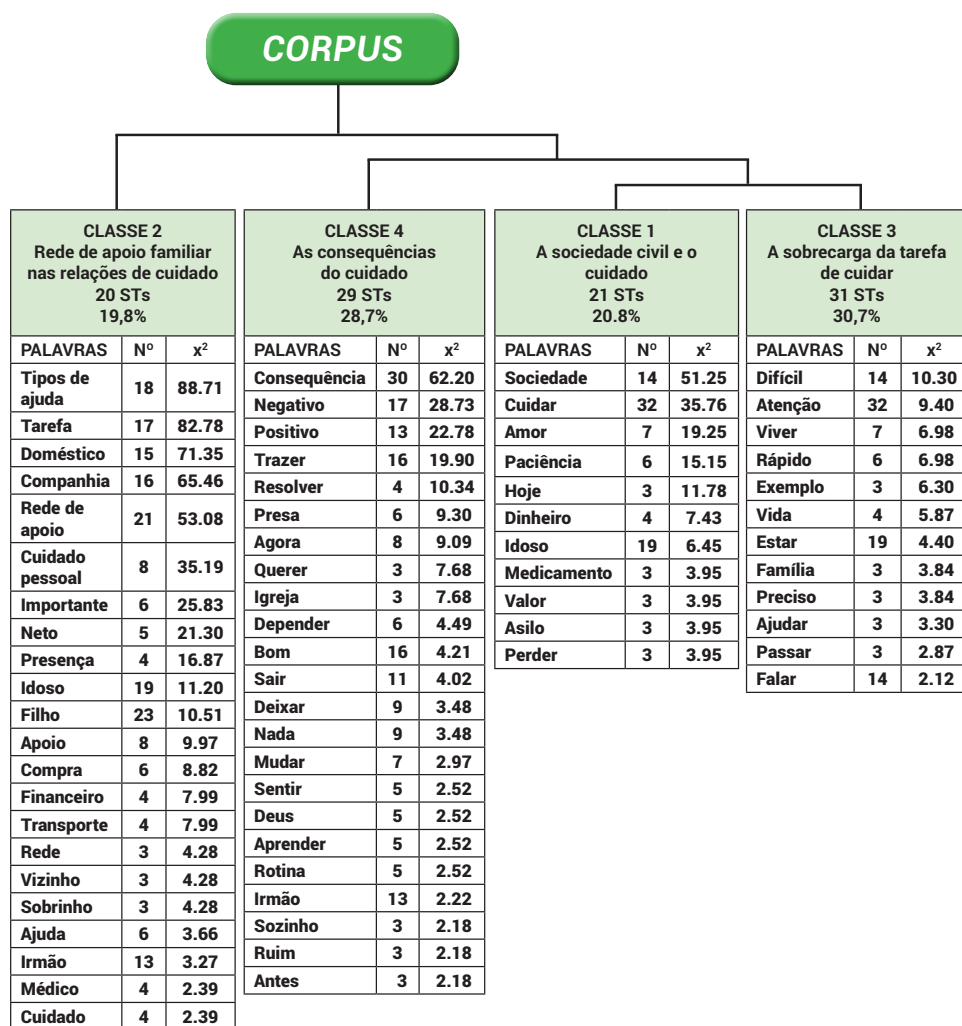 CORPUS
CLASSE 2
Rede de apoio familiar
nas relações de cuidado
20 STs
19,8%
PALAVRAS Nº x²
Tipos de
ajuda 18 88.71
Tarefa 17 82.78
Doméstico 15 71.35
Companhia 16 65.46
Rede de
apoio 21 53.08
Cuidado
pessoal 8 35.19
Importante 6 25.83
Neto 5 21.30
Presença 4 16.87
Idoso 19 11.20
Filho 23 10.51
Apoio 8 9.97
Compra 6 8.82
Financeiro 4 7.99
Transporte 4 7.99
Rede 3 4.28
Vizinho 3 4.28
Sobrinho 3 4.28
Ajuda 6 3.66
Irmão 13 3.27
Médico 4 2.39
Cuidado 4 2.39
CLASSE 4
As consequências
do cuidado
29 STs
28,7%
PALAVRAS Nº x²
Consequência 30 62.20
Negativo 17 28.73
Positivo 13 22.78
Trazer 16 19.90
Resolver 4 10.34
Presa 6 9.30
Agora 8 9.09
Querer 3 7.68
Igreja 3 7.68
Depender 6 4.49
Bom 16 4.21
Sair 11 4.02
Deixar 9 3.48
Nada 9 3.48
Mudar 7 2.97
Sentir 5 2.52
Deus 5 2.52
Aprender 5 2.52
Rotina 5 2.52
Irmão 13 2.22
Sozinho 3 2.18
Ruim 3 2.18
Antes 3 2.18
CLASSE 1
A sociedade civil e o
cuidado
21 STs
20.8%
PALAVRAS Nº x²
Sociedade 14 51.25
Cuidar 32 35.76
Amor 7 19.25
Paciência 6 15.15
Hoje 3 11.78
Dinheiro 4 7.43
Idoso 19 6.45
Medicamento 3 3.95
Valor 3 3.95
Asilo 3 3.95
Perder 3 3.95
CLASSE 3
A sobrecarga da tarefa
de cuidar
31 STs
30,7%
PALAVRAS Nº x²
Difícil 14 10.30
Atenção 32 9.40
Viver 7 6.98
Rápido 6 6.98
Exemplo 3 6.30
Vida 4 5.87
Estar 19 4.40
Família 3 3.84
Preciso 3 3.84
Ajudar 3 3.30
Passar 3 2.87
Falar 14 2.12